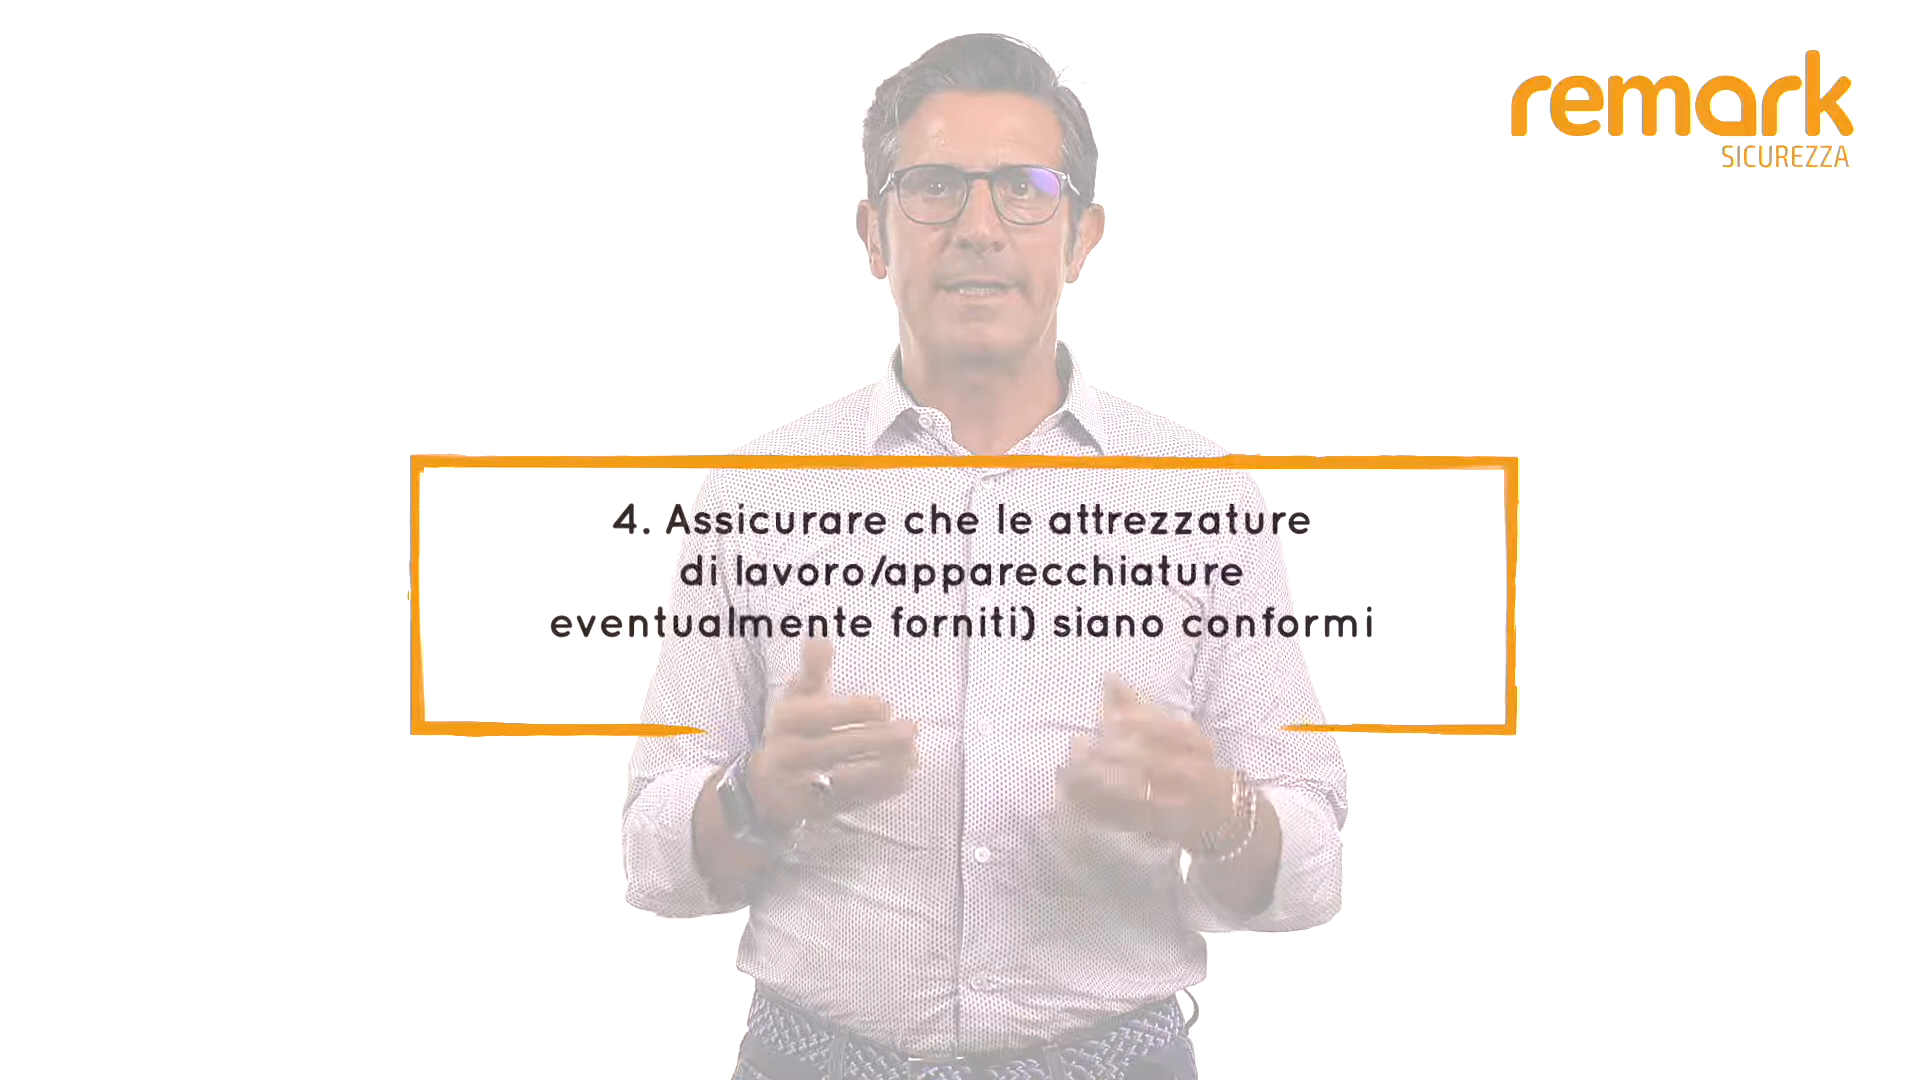 remark
SICUREZZA
4. Assicurare che le attrezzature
di lavoro/apparecchiature
eventualmente forniti) siano conformi